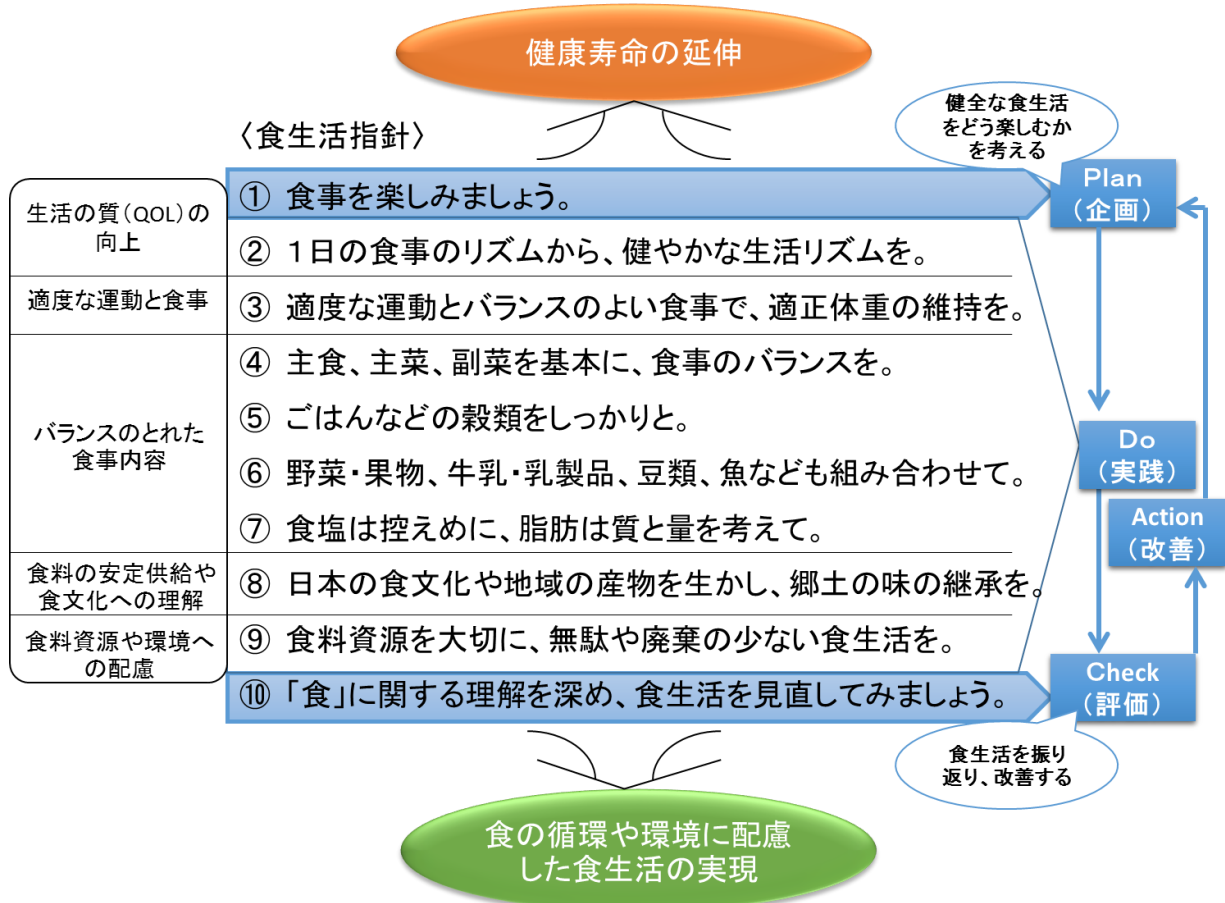 健康寿命の延伸
〈食生活指針〉
健全な食生活
をどう楽しむか
を考える
生活の質(QOL)の
向上
① 食事を楽しみましょう。
Plan
(企画)
② 1日の食事のリズムから、健やかな生活リズムを。
適度な運動と食事
③ 適度な運動とバランスのよい食事で、適正体重の維持を。
バランスのとれた
食事内容
④ 主食、主菜、副菜を基本に、食事のバランスを。
⑤ ごはんなどの穀類をしっかりと。
⑥ 野菜・果物、牛乳・乳製品、豆類、魚なども組み合わせて。
⑦ 食塩は控えめに、脂肪は質と量を考えて。
Do
(実践)
Action
(改善)
食料の安定供給や
食文化への理解
⑧ 日本の食文化や地域の産物を生かし、郷土の味の継承を。
食料資源や環境へ
の配慮
⑨ 食料資源を大切に、無駄や廃棄の少ない食生活を。
⑩ 「食」に関する理解を深め、食生活を見直してみましょう。
Check
(評価)
食生活を振り
返り、改善する
食の循環や環境に配慮
した食生活の実現